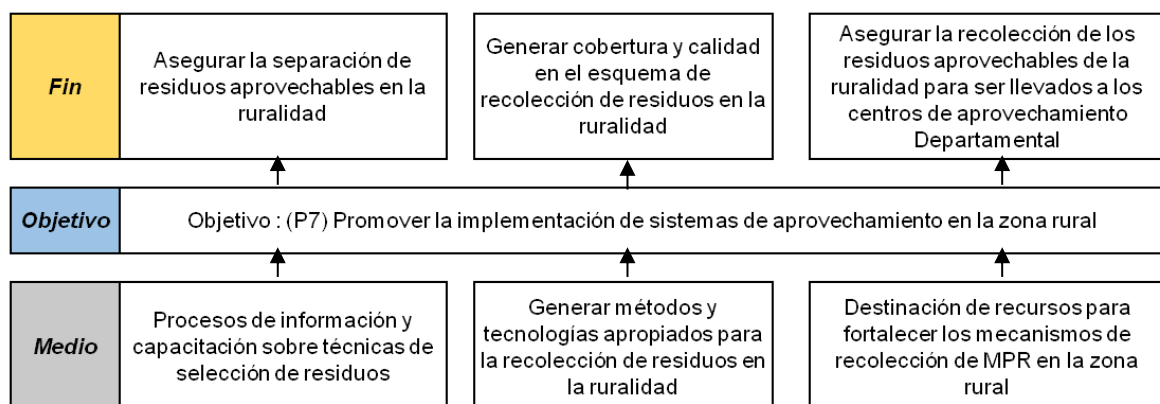 Fin
Asegurar la separación de
residuos aprovechables en la
ruralidad
Generar cobertura y calidad
en el esquema de
recolección de residuos en la
ruralidad
Asegurar la recolección de los
residuos aprovechables de la
ruralidad para ser llevados a los
centros de aprovechamiento
Departamental
Objetivo
Objetivo : (P7) Promover la implementación de sistemas de aprovechamiento en la zona rural
Medio
Procesos de información y
capacitación sobre técnicas de
selección de residuos
Generar métodos y
tecnologías apropiados para
la recolección de residuos en
la ruralidad
Destinación de recursos para
fortalecer los mecanismos de
recolección de MPR en la zona
rural